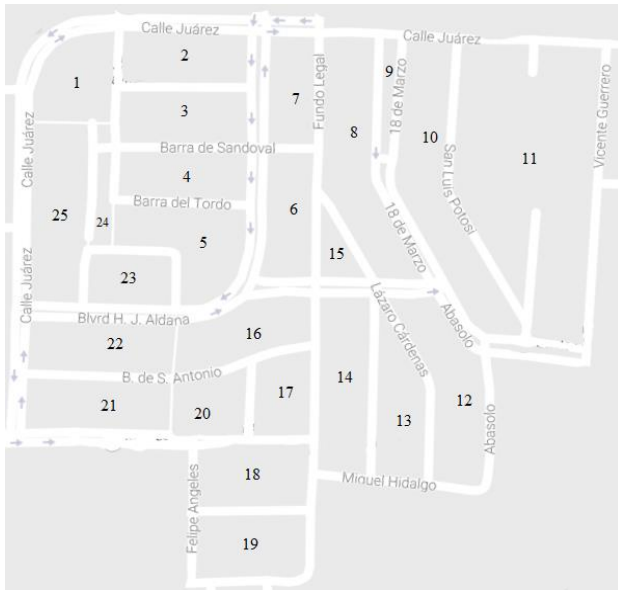 Calle Juárez
2
1
7
Fundo Legal
9
18 de Marzo
Calle Juárez
10
San Luis Potosi
11
Vicente Guerrero
3
8
Calle Juárez
Barra de Sandoval
4
Barra del Tordo
25
24
5
6
18 de Marzo
15
23
Calle Juárez
Blvrd H. J. Aldana
22
16
Lázaro Cárdenas
Abasolo
B. de S. Antonio
14
21
20
17
13
12
Abasolo
18
Miguel Hidalgo
Felipe Angeles
19